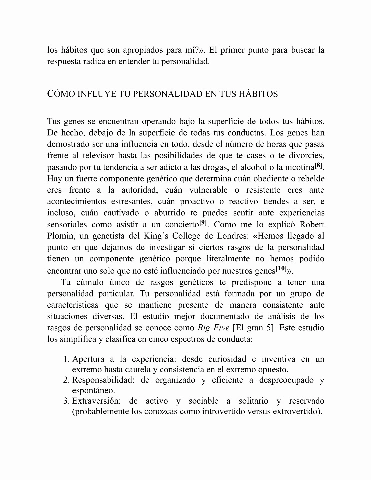 los hábitos que son apropiados para mí?». El primer punto para buscar la
respuesta radica en entender tu personalidad.
CÓMO INFLUYE TU PERSONALIDAD EN TUS HÁBITOS
Tus genes se encuentran operando bajo la superficie de todos tus hábitos.
De hecho, debajo de la superficie de todas tus conductas. Los genes han
demostrado ser una influencia en todo, desde el número de horas que pasas
frente al televisor hasta las posibilidades de que te cases o te divorcies,
pasando por tu tendencia a ser adicto a las drogas, el alcohol o la nicotina[8].
Hay un fuerte componente genético que determina cuán obediente o rebelde
eres frente a la autoridad, cuán vulnerable o resistente eres ante
acontecimientos estresantes, cuán proactivo o reactivo tiendes a ser, e
incluso, cuán cautivado o aburrido te puedes sentir ante experiencias
sensoriales como asistir a un concierto[9]. Como me lo explicó Robert
Plomin, un genetista del King´s College de Londres: «Hemos llegado al
punto en que dejamos de investigar si ciertos rasgos de la personalidad
tienen un componente genético porque literalmente no hemos podido
encontrar uno solo que no esté influenciado por nuestros genes[10]».
Tu cúmulo único de rasgos genéticos te predispone a tener una
personalidad particular. Tu personalidad está formada por un grupo de
características que se mantiene presente de manera consistente ante
situaciones diversas. El estudio mejor documentado de análisis de los
rasgos de personalidad se conoce como Big Five [El gran 5]. Este estudio
los simplifica y clasifica en cinco espectros de conducta:
1. Apertura a la experiencia: desde curiosidad e inventiva en un
extremo hasta cautela y consistencia en el extremo opuesto.
2. Responsabilidad: de organizado y eficiente a despreocupado y
espontáneo.
3. Extraversión: de activo y sociable a solitario y reservado
(probablemente los conozcas como introvertido versus extrovertido).